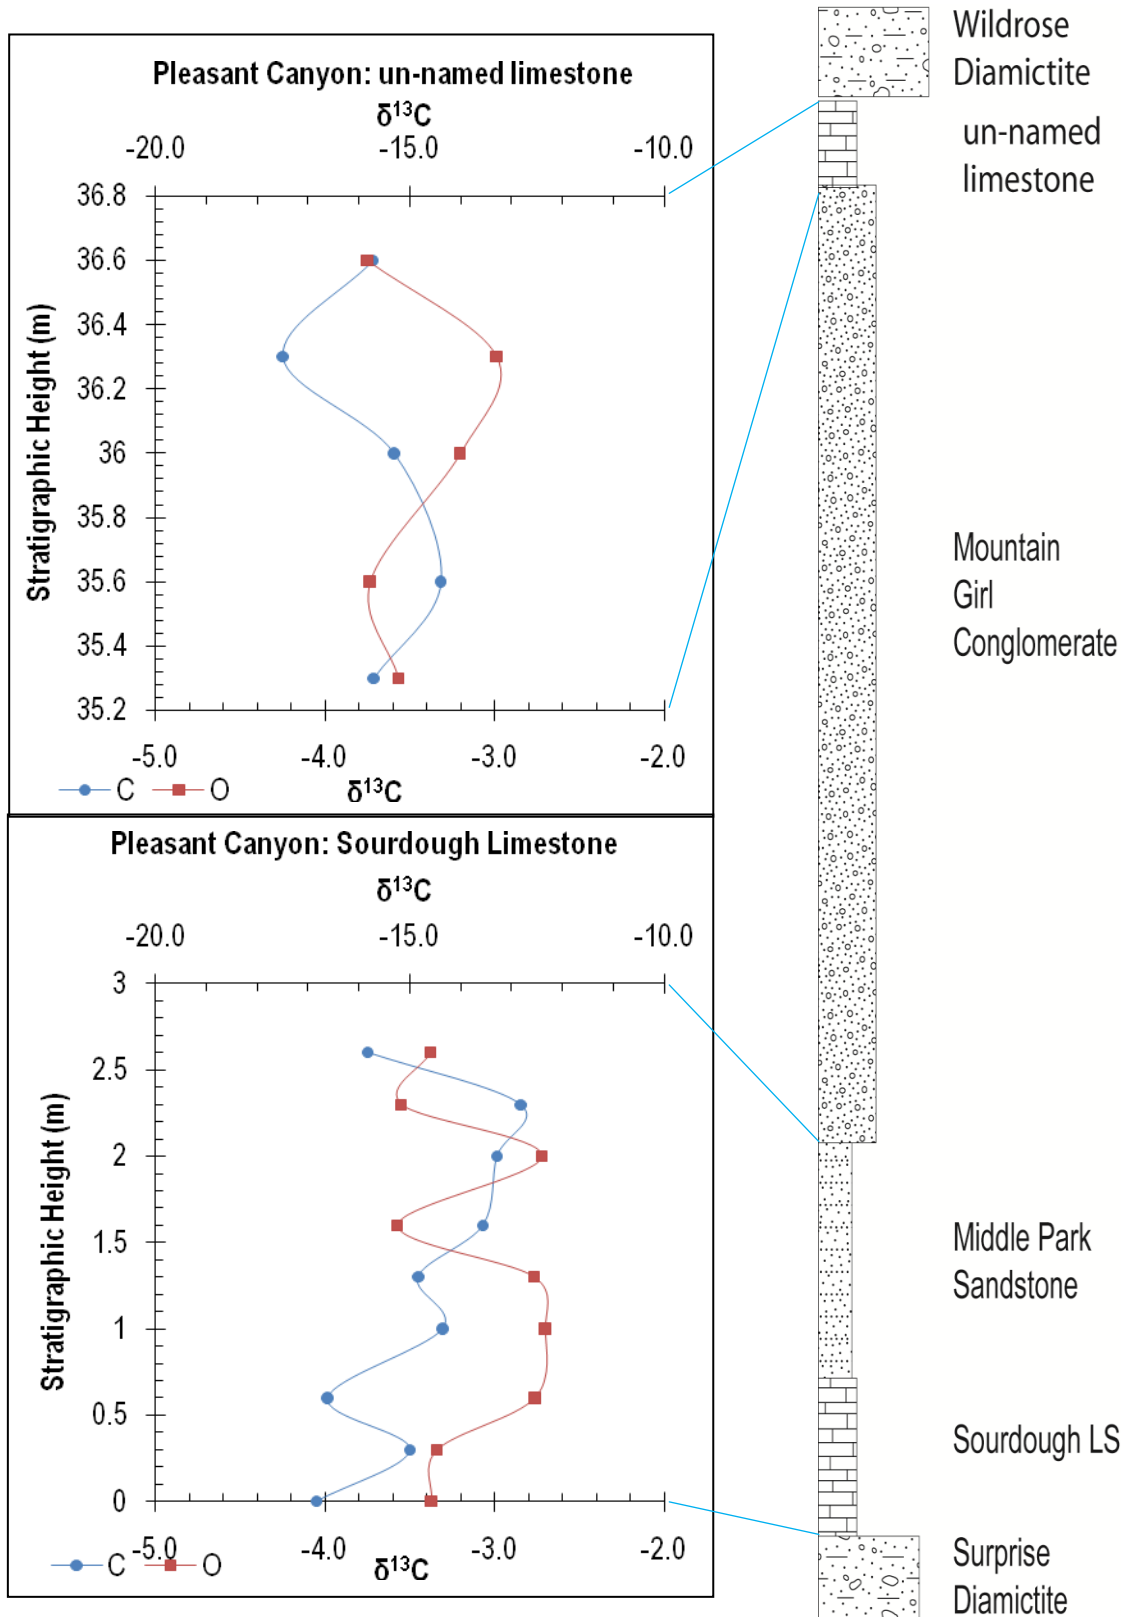 Pleasant Canyon: un-named limestone
δ¹³C
-20.0 -15.0 -10.0
36.8
36.6
36.4
36.2
36
35.8
35.6
35.4
35.2
Stratigraphic Height (m)
-5.0 -4.0 -3.0 -2.0
C O δ¹³C
Pleasant Canyon: Sourdough Limestone
δ¹³C
-20.0 -15.0 -10.0
3
2.5
2
1.5
1
0.5
0
Stratigraphic Height (m)
-5.0 -4.0 -3.0 -2.0
C O δ¹³C
Wildrose
Diamictite
un-named
limestone
Mountain
Girl
Conglomerate
Middle Park
Sandstone
Sourdough LS
Surprise
Diamictite